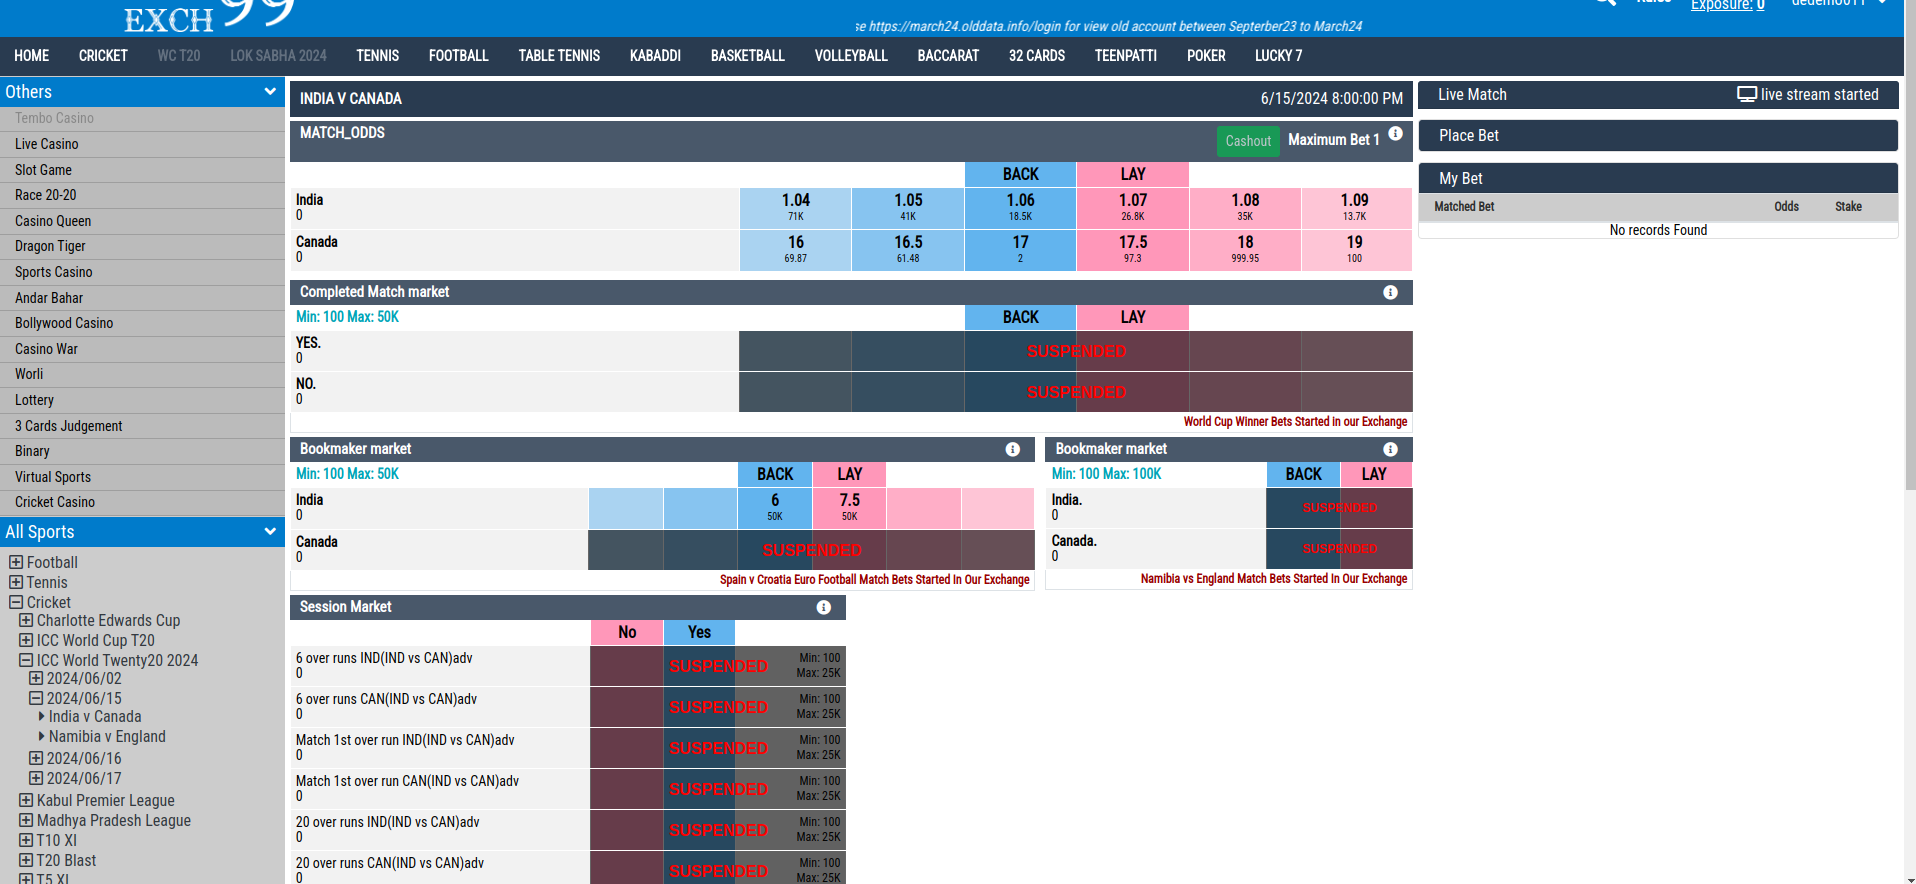 EXCH 99
Exposure: 0
se https://march24.olddata.info/login for view old account between Septerber23 to March24
HOME CRICKET WC T20 LOK SABHA 2024 TENNIS FOOTBALL TABLE TENNIS KABADDI BASKETBALL VOLLEYBALL BACCARAT 32 CARDS TEENPATTI POKER LUCKY 7
Others
Tembo Casino
Live Casino
Slot Game
Race 20-20
Casino Queen
Dragon Tiger
Sports Casino
Andar Bahar
Bollywood Casino
Casino War
Worli
Lottery
3 Cards Judgement
Binary
Virtual Sports
Cricket Casino
All Sports
Football
Tennis
Cricket
Charlotte Edwards Cup
ICC World Cup T20
ICC World Twenty20 2024
2024/06/02
2024/06/15
India v Canada
Namibia v England
2024/06/16
2024/06/17
Kabul Premier League
Madhya Pradesh League
T10 XI
T20 Blast
T5 XI
INDIA V CANADA 6/15/2024 8:00:00 PM
MATCH_ODDS Cashout Maximum Bet 1
BACK LAY
India 1.04 1.05 1.06 1.07 1.08 1.09
0 71K 41K 18.5K 26.8K 35K 13.7K
Canada 16 16.5 17 17.5 18 19
0 69.87 61.48 2 97.3 999.95 100
Completed Match market
Min: 100 Max: 50K BACK LAY
YES.
0 SUSPENDED
NO.
0 SUSPENDED
World Cup Winner Bets Started in our Exchange
Bookmaker market
Min: 100 Max: 50K BACK LAY
India 6 7.5
0 50K 50K
Canada
0 SUSPENDED
Spain v Croatia Euro Football Match Bets Started In Our Exchange
Bookmaker market
Min: 100 Max: 100K BACK LAY
India.
0 SUSPENDED
Canada.
0 SUSPENDED
Namibia vs England Match Bets Started In Our Exchange
Session Market
No Yes
6 over runs IND(IND vs CAN)adv Min: 100
0 SUSPENDED Max: 25K
6 over runs CAN(IND vs CAN)adv Min: 100
0 SUSPENDED Max: 25K
Match 1st over run IND(IND vs CAN)adv Min: 100
0 SUSPENDED Max: 25K
Match 1st over run CAN(IND vs CAN)adv Min: 100
0 SUSPENDED Max: 25K
20 over runs IND(IND vs CAN)adv Min: 100
0 SUSPENDED Max: 25K
20 over runs CAN(IND vs CAN)adv Min: 100
0 SUSPENDED Max: 25K
Live Match live stream started
Place Bet
My Bet
Matched Bet Odds Stake
No records Found